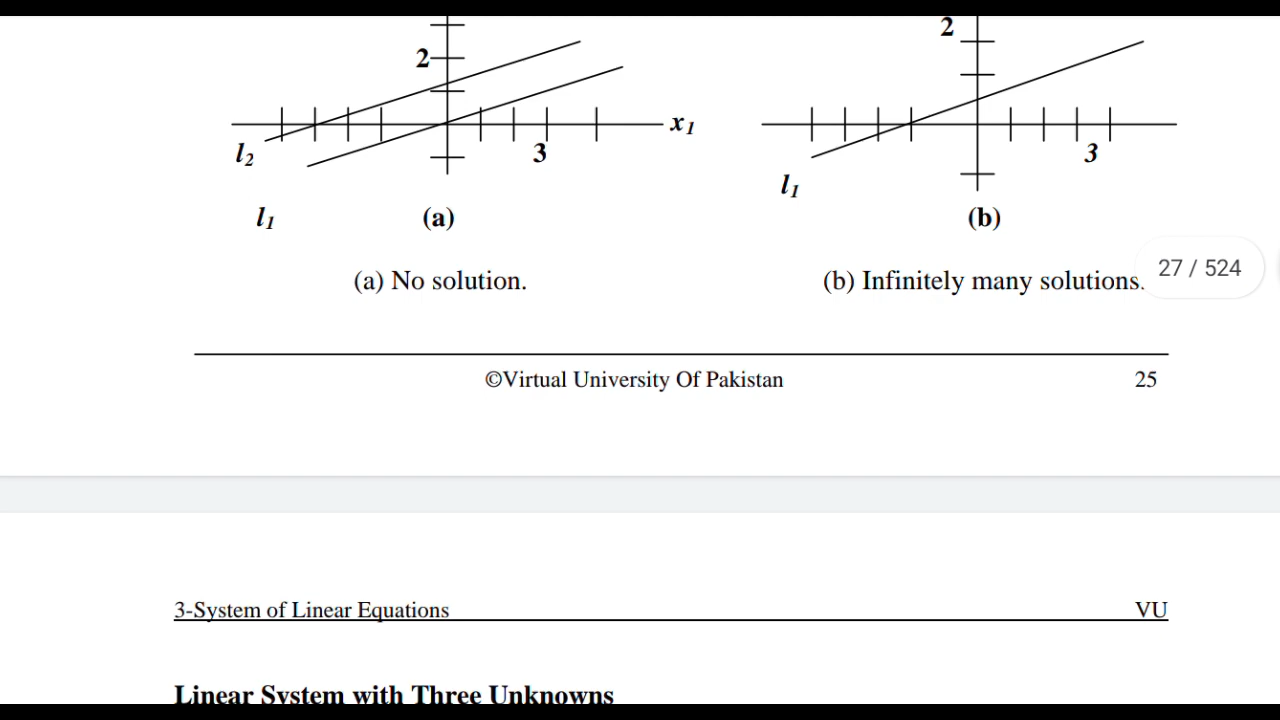 2
2
x1
l2
3
3
l1
l1
(a)
(b)
(a) No solution.
(b) Infinitely many solutions.
27 / 524
©Virtual University Of Pakistan 25
3-System of Linear Equations VU
Linear System with Three Unknowns